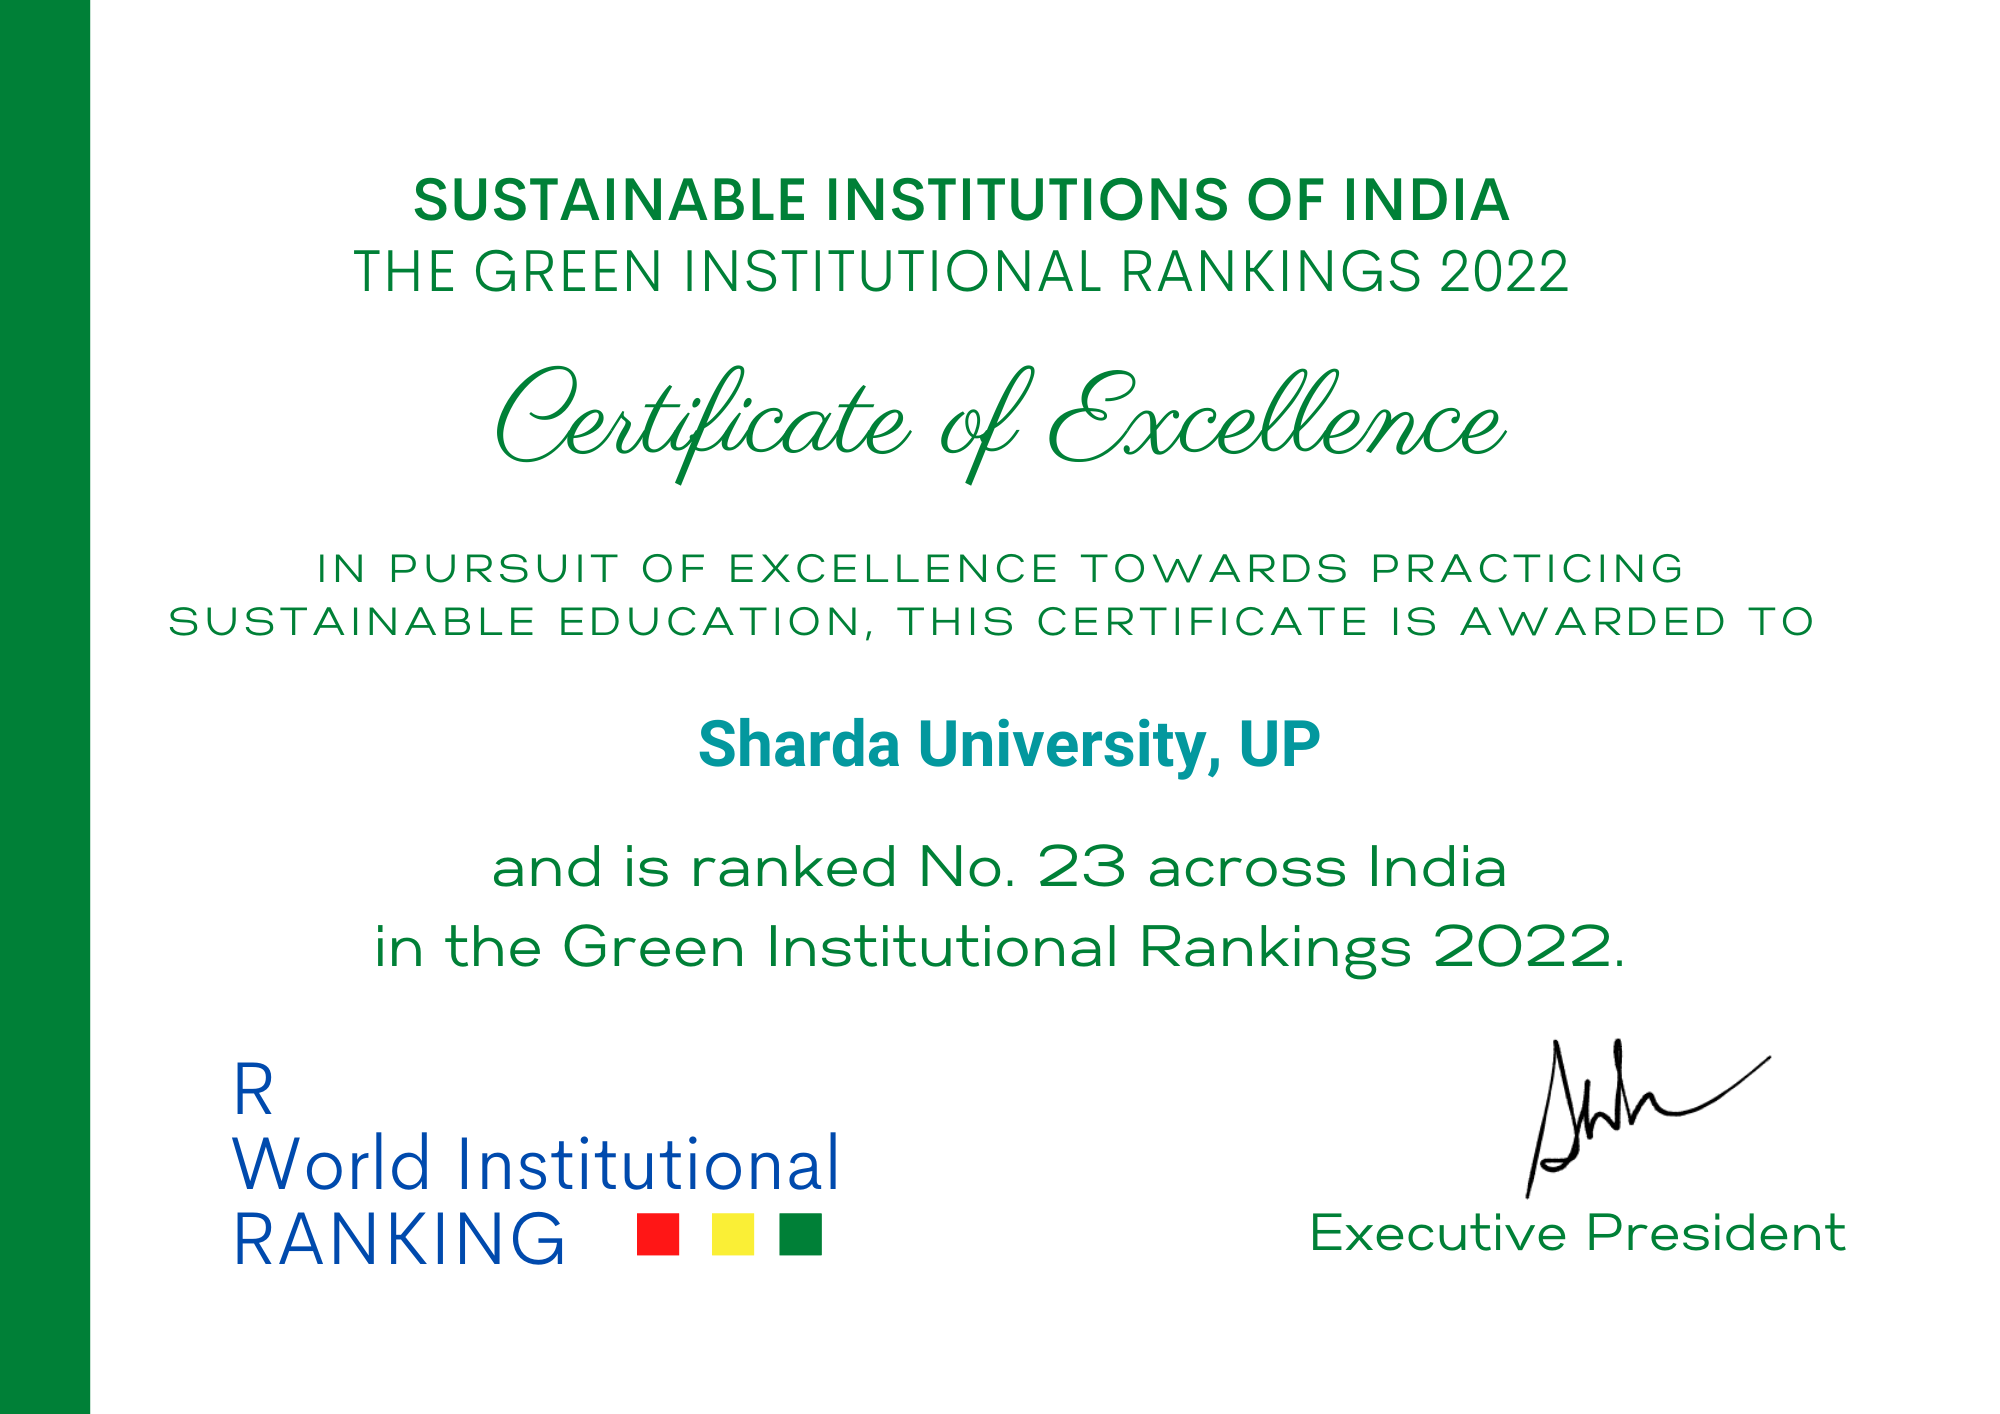 SUSTAINABLE INSTITUTIONS OF INDIA
THE GREEN INSTITUTIONAL RANKINGS 2022
Certificate of Excellence
IN PURSUIT OF EXCELLENCE TOWARDS PRACTICING
SUSTAINABLE EDUCATION, THIS CERTIFICATE IS AWARDED TO
Sharda University, UP
and is ranked No. 23 across India
in the Green Institutional Rankings 2022.
R
World Institutional
RANKING
Executive President